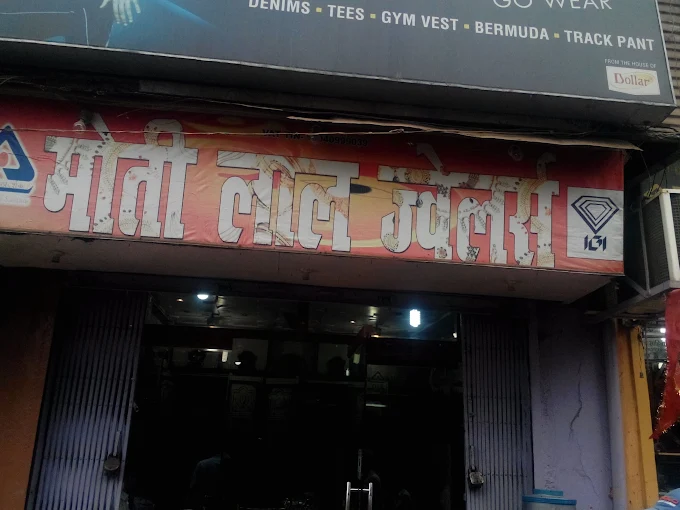 GO WEAR
DENIMS ▪ TEES ▪ GYM VEST ▪ BERMUDA ▪ TRACK PANT
FROM THE HOUSE OF
Dollar
मोती लाल ज्वेलर्स
IGI